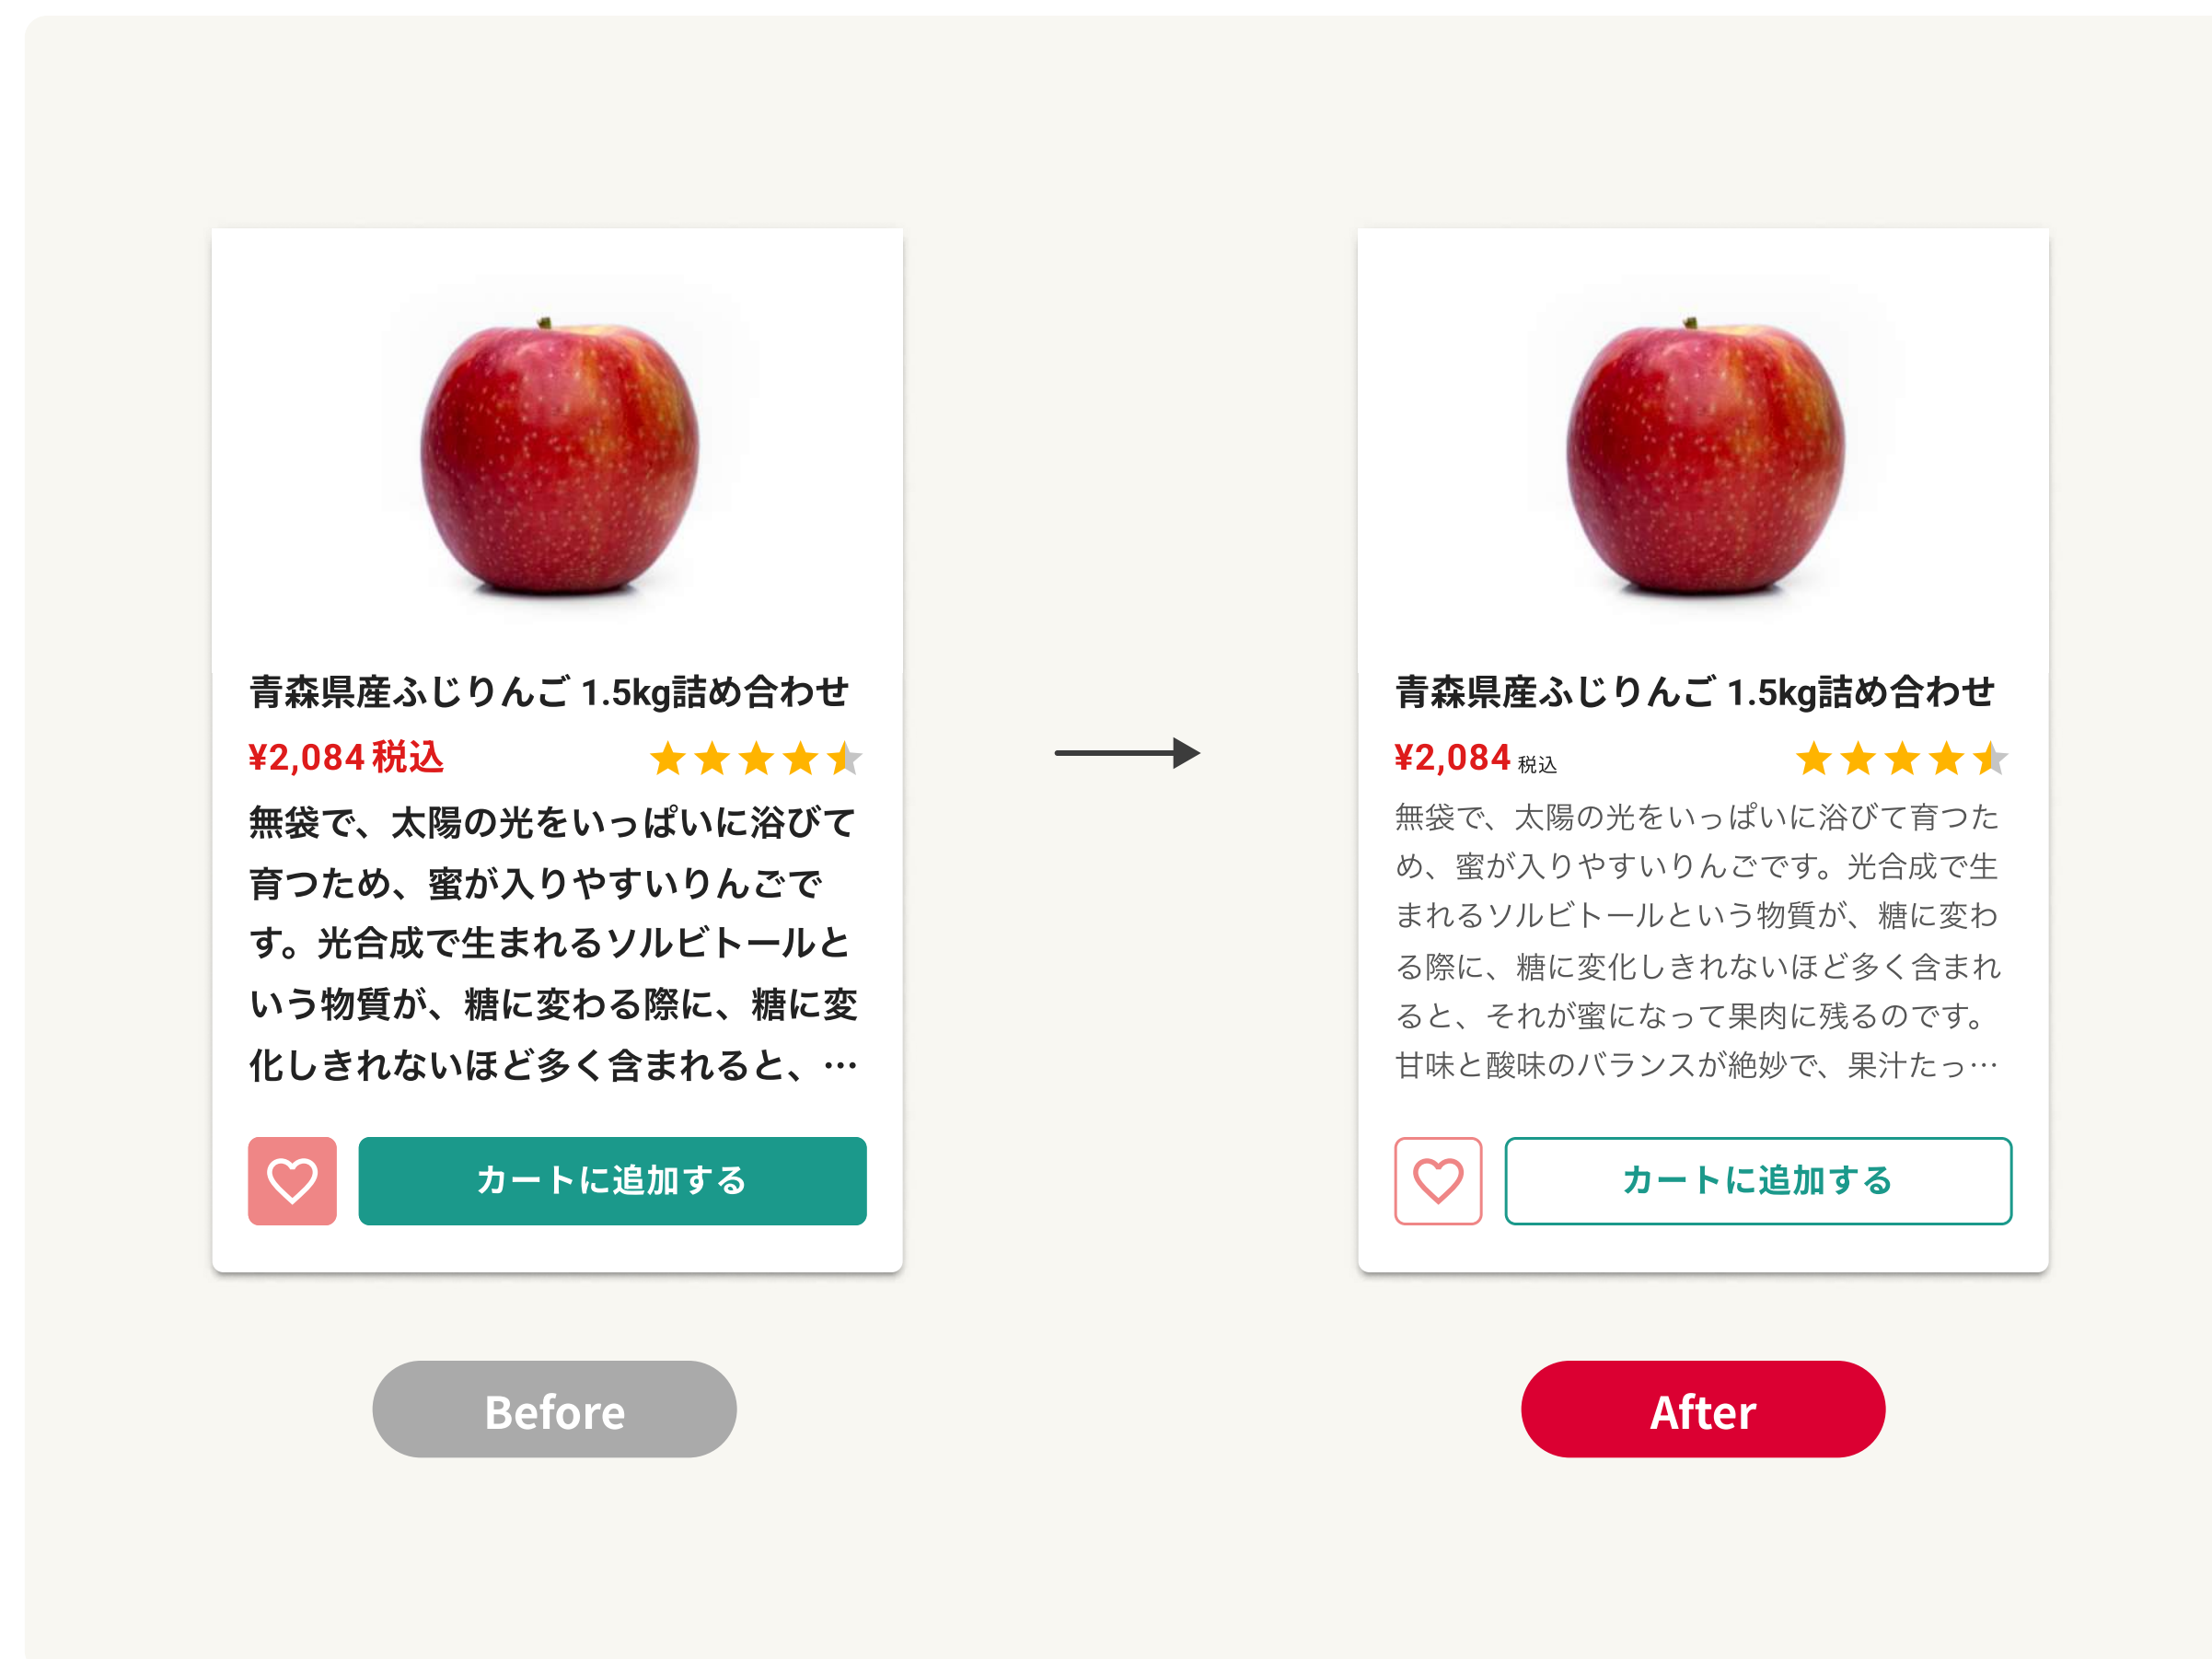 青森県産ふじりんご 1.5kg詰め合わせ
¥2,084 税込
無袋で、太陽の光をいっぱいに浴びて
育つため、蜜が入りやすいりんごで
す。光合成で生まれるソルビトールと
いう物質が、糖に変わる際に、糖に変
化しきれないほど多く含まれると、…
カートに追加する
Before
青森県産ふじりんご 1.5kg詰め合わせ
¥2,084 税込
無袋で、太陽の光をいっぱいに浴びて育つた
め、蜜が入りやすいりんごです。光合成で生
まれるソルビトールという物質が、糖に変わ
る際に、糖に変化しきれないほど多く含まれ
ると、それが蜜になって果肉に残るのです。
甘味と酸味のバランスが絶妙で、果汁たっ…
カートに追加する
After